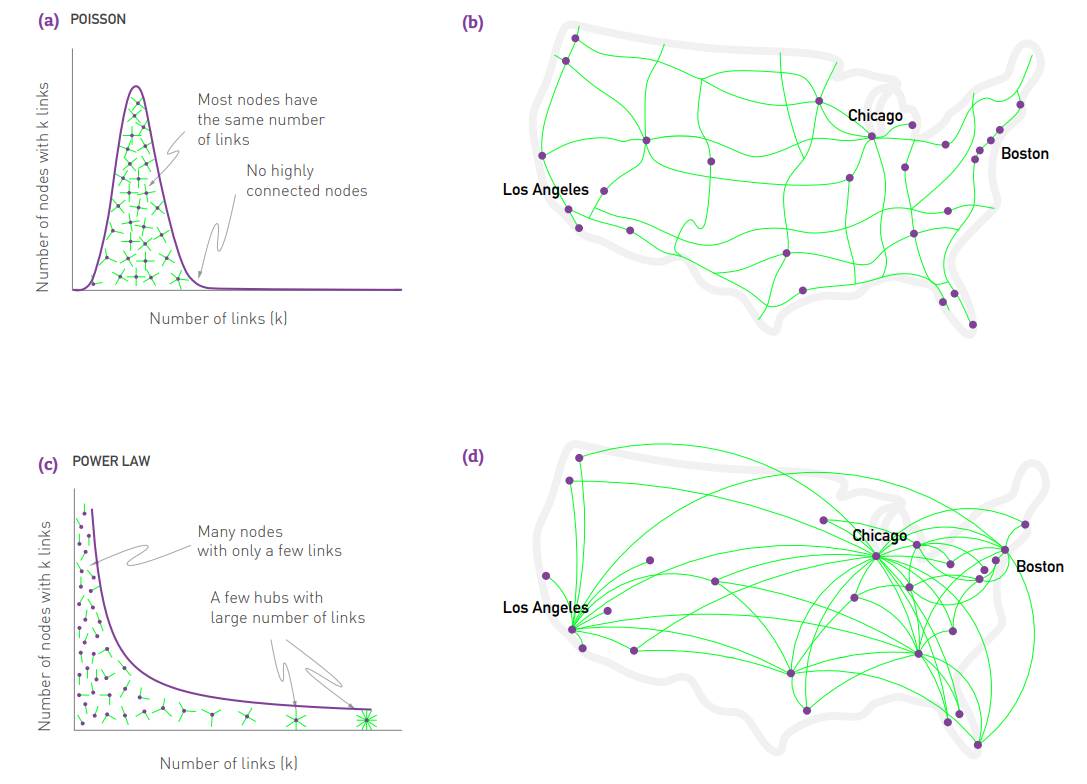 (a) POISSON
Number of nodes with k links
Most nodes have
the same number
of links
No highly
connected nodes
Number of links (k)
(b)
Chicago
Boston
Los Angeles
(c) POWER LAW
Number of nodes with k links
Many nodes
with only a few links
A few hubs with
large number of links
Number of links (k)
(d)
Chicago
Boston
Los Angeles